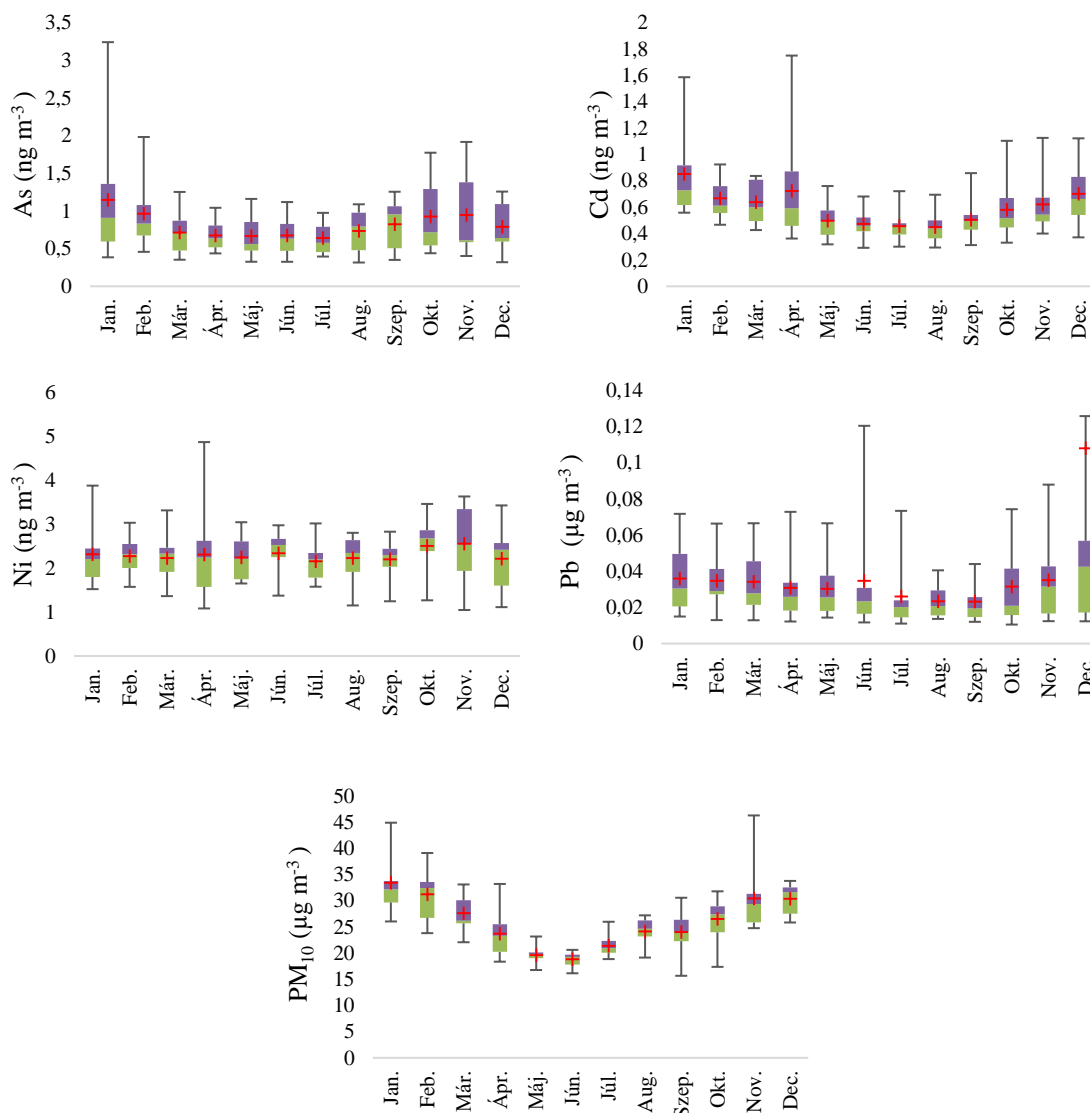 As (ng m⁻³)
3,5
3
2,5
2
1,5
1
0,5
0
Jan.
Feb.
Már.
Ápr.
Máj.
Jún.
Júl.
Aug.
Szep.
Okt.
Nov.
Dec.
Cd (ng m⁻³)
2
1,8
1,6
1,4
1,2
1
0,8
0,6
0,4
0,2
0
Jan.
Feb.
Már.
Ápr.
Máj.
Jún.
Júl.
Aug.
Szep.
Okt.
Nov.
Dec.
Ni (ng m⁻³)
6
5
4
3
2
1
0
Jan.
Feb.
Már.
Ápr.
Máj.
Jún.
Júl.
Aug.
Szep.
Okt.
Nov.
Dec.
Pb (µg m⁻³)
0,14
0,12
0,1
0,08
0,06
0,04
0,02
0
Jan.
Feb.
Már.
Ápr.
Máj.
Jún.
Júl.
Aug.
Szep.
Okt.
Nov.
Dec.
PM₁₀ (µg m⁻³)
50
45
40
35
30
25
20
15
10
5
0
Jan.
Feb.
Már.
Ápr.
Máj.
Jún.
Júl.
Aug.
Szep.
Okt.
Nov.
Dec.